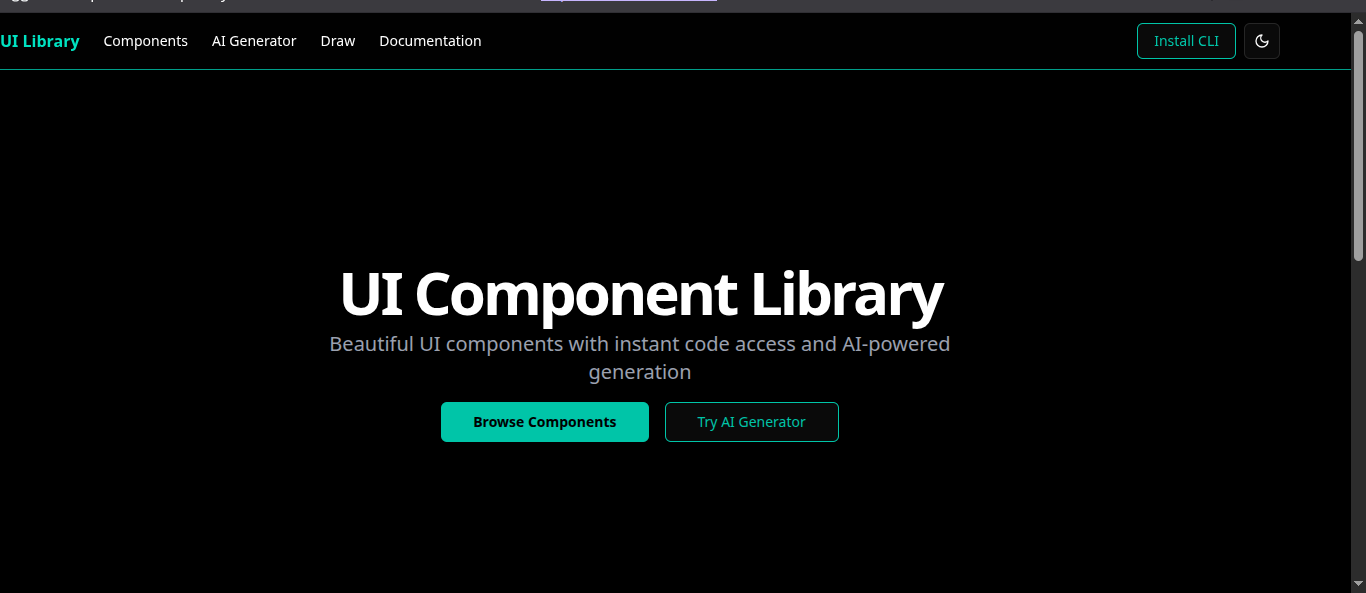 UI Library Components AI Generator Draw Documentation Install CLI
UI Component Library
Beautiful UI components with instant code access and AI-powered
generation
Browse Components Try AI Generator